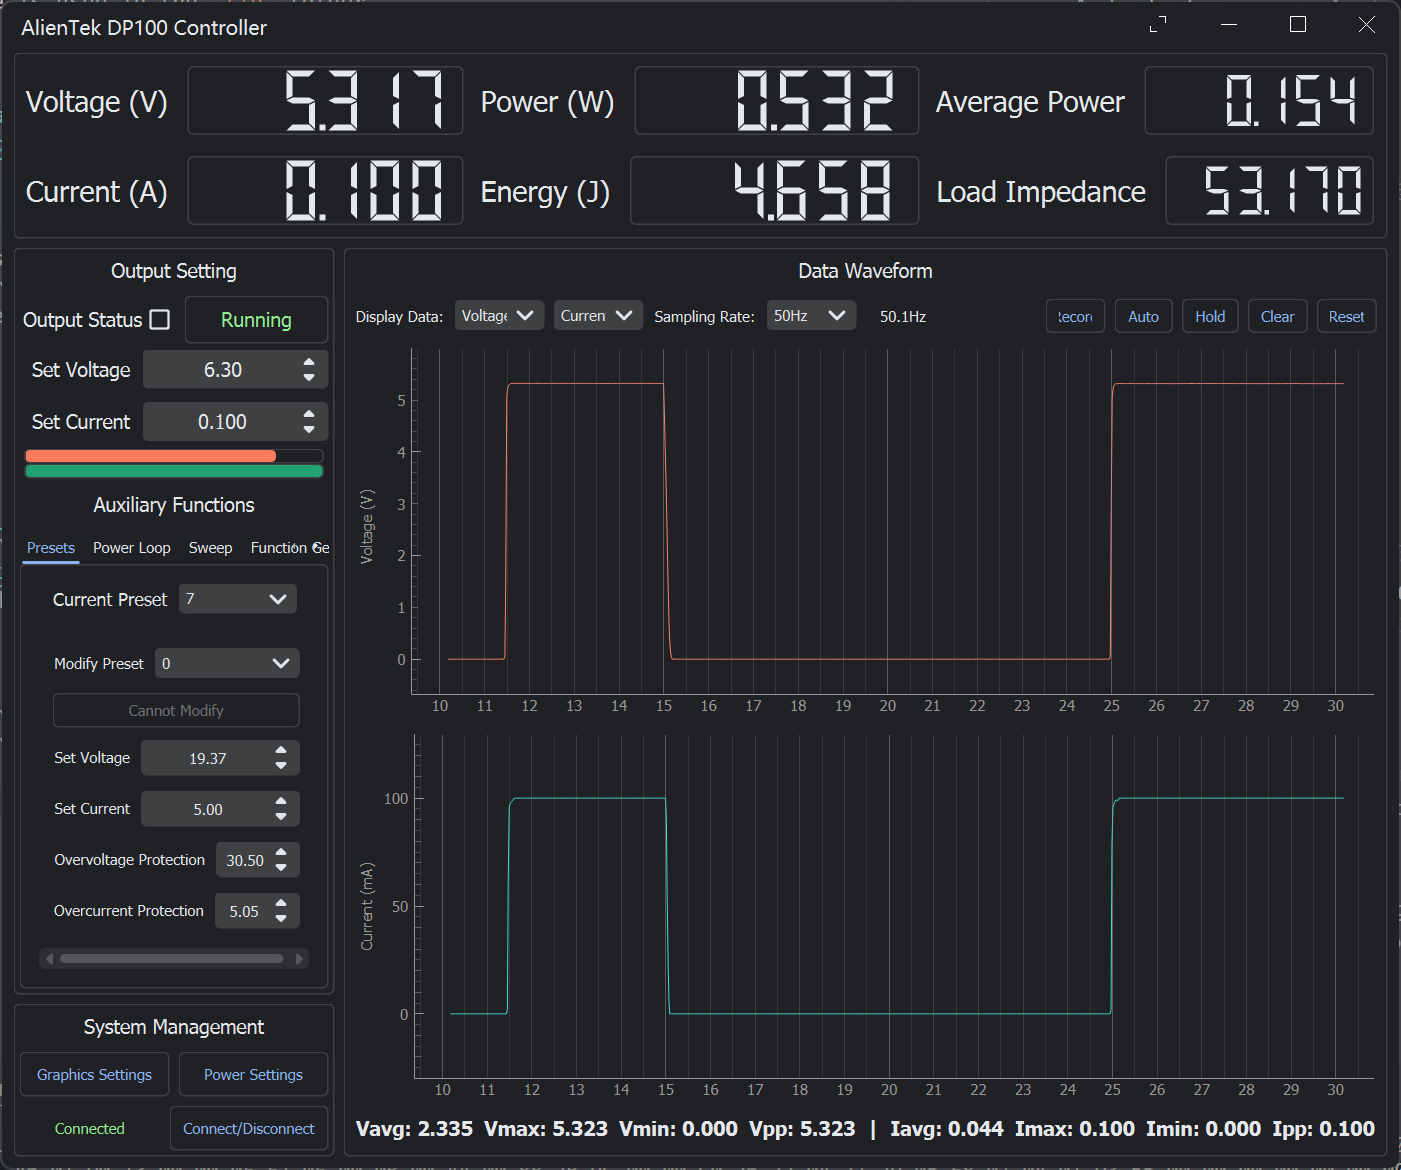 AlienTek DP100 Controller
Voltage (V) 5.317 Power (W) 0.532 Average Power 0.154
Current (A) 0.100 Energy (J) 4.658 Load Impedance 53.170
Output Setting
Output Status Running
Set Voltage 6.30
Set Current 0.100
Auxiliary Functions
Presets Power Loop Sweep Function Ge
Current Preset 7
Modify Preset 0
Cannot Modify
Set Voltage 19.37
Set Current 5.00
Overvoltage Protection 30.50
Overcurrent Protection 5.05
System Management
Graphics Settings Power Settings
Connected Connect/Disconnect
Data Waveform
Display Data: Voltage Curren Sampling Rate: 50Hz 50.1Hz Recor Auto Hold Clear Reset
Voltage (V)
5
4
3
2
1
0
10 11 12 13 14 15 16 17 18 19 20 21 22 23 24 25 26 27 28 29 30
Current (mA)
100
50
0
10 11 12 13 14 15 16 17 18 19 20 21 22 23 24 25 26 27 28 29 30
Vavg: 2.335 Vmax: 5.323 Vmin: 0.000 Vpp: 5.323 | Iavg: 0.044 Imax: 0.100 Imin: 0.000 Ipp: 0.100